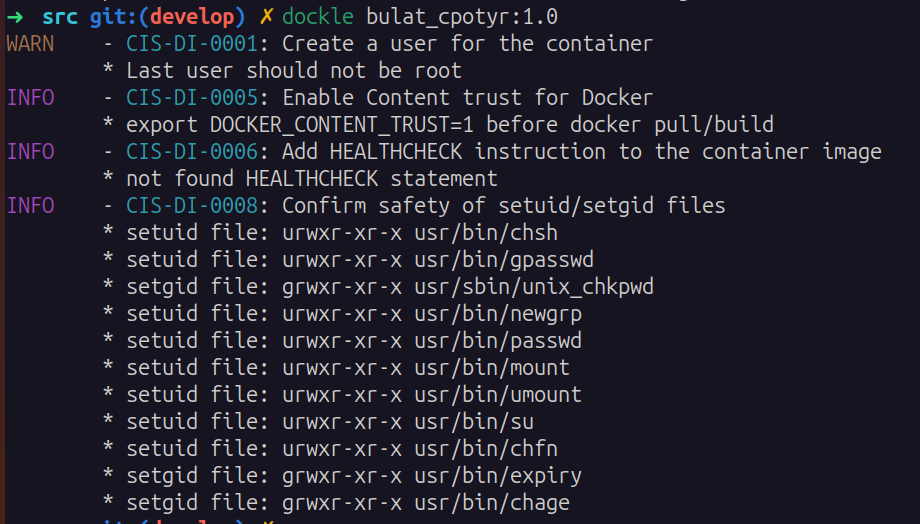 ➜ src git:(develop) ✗ dockle bulat_cpotyr:1.0
WARN - CIS-DI-0001: Create a user for the container
* Last user should not be root
INFO - CIS-DI-0005: Enable Content trust for Docker
* export DOCKER_CONTENT_TRUST=1 before docker pull/build
INFO - CIS-DI-0006: Add HEALTHCHECK instruction to the container image
* not found HEALTHCHECK statement
INFO - CIS-DI-0008: Confirm safety of setuid/setgid files
* setuid file: urwxr-xr-x usr/bin/chsh
* setuid file: urwxr-xr-x usr/bin/gpasswd
* setgid file: grwxr-xr-x usr/sbin/unix_chkpwd
* setuid file: urwxr-xr-x usr/bin/newgrp
* setuid file: urwxr-xr-x usr/bin/passwd
* setuid file: urwxr-xr-x usr/bin/mount
* setuid file: urwxr-xr-x usr/bin/umount
* setuid file: urwxr-xr-x usr/bin/su
* setuid file: urwxr-xr-x usr/bin/chfn
* setgid file: grwxr-xr-x usr/bin/expiry
* setgid file: grwxr-xr-x usr/bin/chage